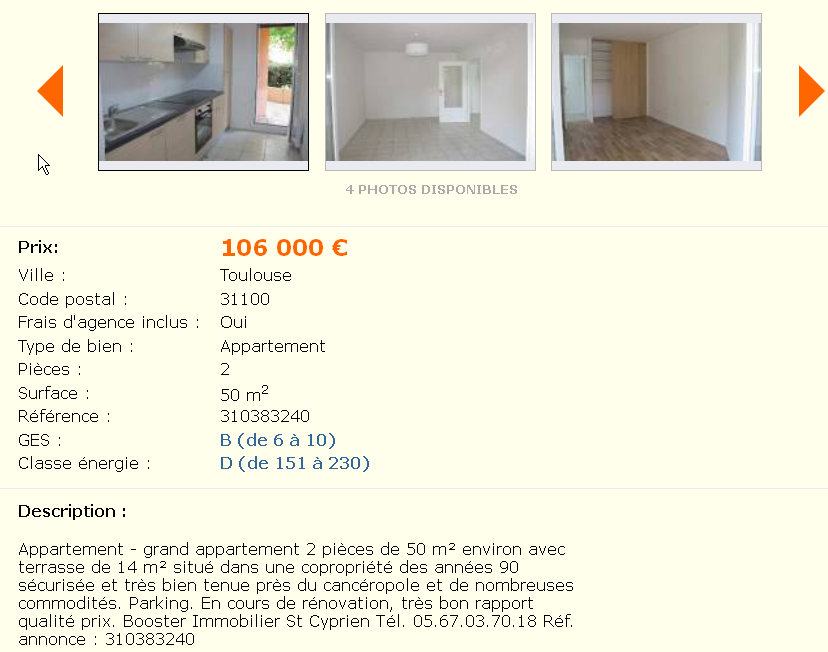 4 PHOTOS DISPONIBLES
Prix: 106 000 €
Ville : Toulouse
Code postal : 31100
Frais d'agence inclus : Oui
Type de bien : Appartement
Pièces : 2
Surface : 50 m²
Référence : 310383240
GES : B (de 6 à 10)
Classe énergie : D (de 151 à 230)
Description :
Appartement - grand appartement 2 pièces de 50 m² environ avec
terrasse de 14 m² situé dans une copropriété des années 90
sécurisée et très bien tenue près du cancéropole et de nombreuses
commodités. Parking. En cours de rénovation, très bon rapport
qualité prix. Booster Immobilier St Cyprien Tél. 05.67.03.70.18 Réf.
annonce : 310383240